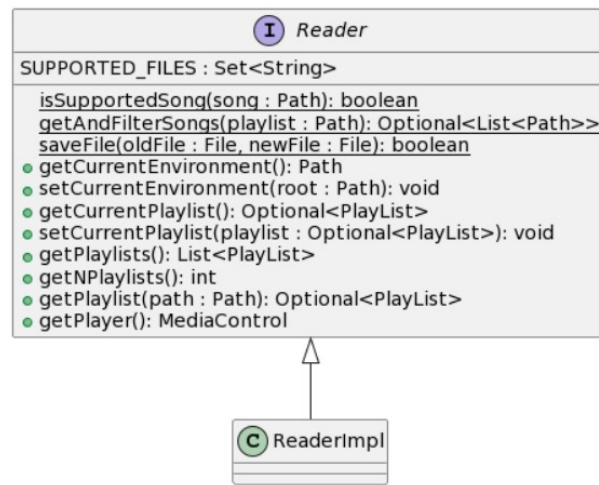 I Reader
SUPPORTED_FILES : Set<String>
isSupportedSong(song : Path): boolean
getAndFilterSongs(playlist : Path): Optional<List<Path>>
saveFile(oldFile : File, newFile : File): boolean
getCurrentEnvironment(): Path
setCurrentEnvironment(root : Path): void
getCurrentPlaylist(): Optional<PlayList>
setCurrentPlaylist(playlist : Optional<PlayList>): void
getPlaylists(): List<PlayList>
getNPlaylists(): int
getPlaylist(path : Path): Optional<PlayList>
getPlayer(): MediaControl
C ReaderImpl